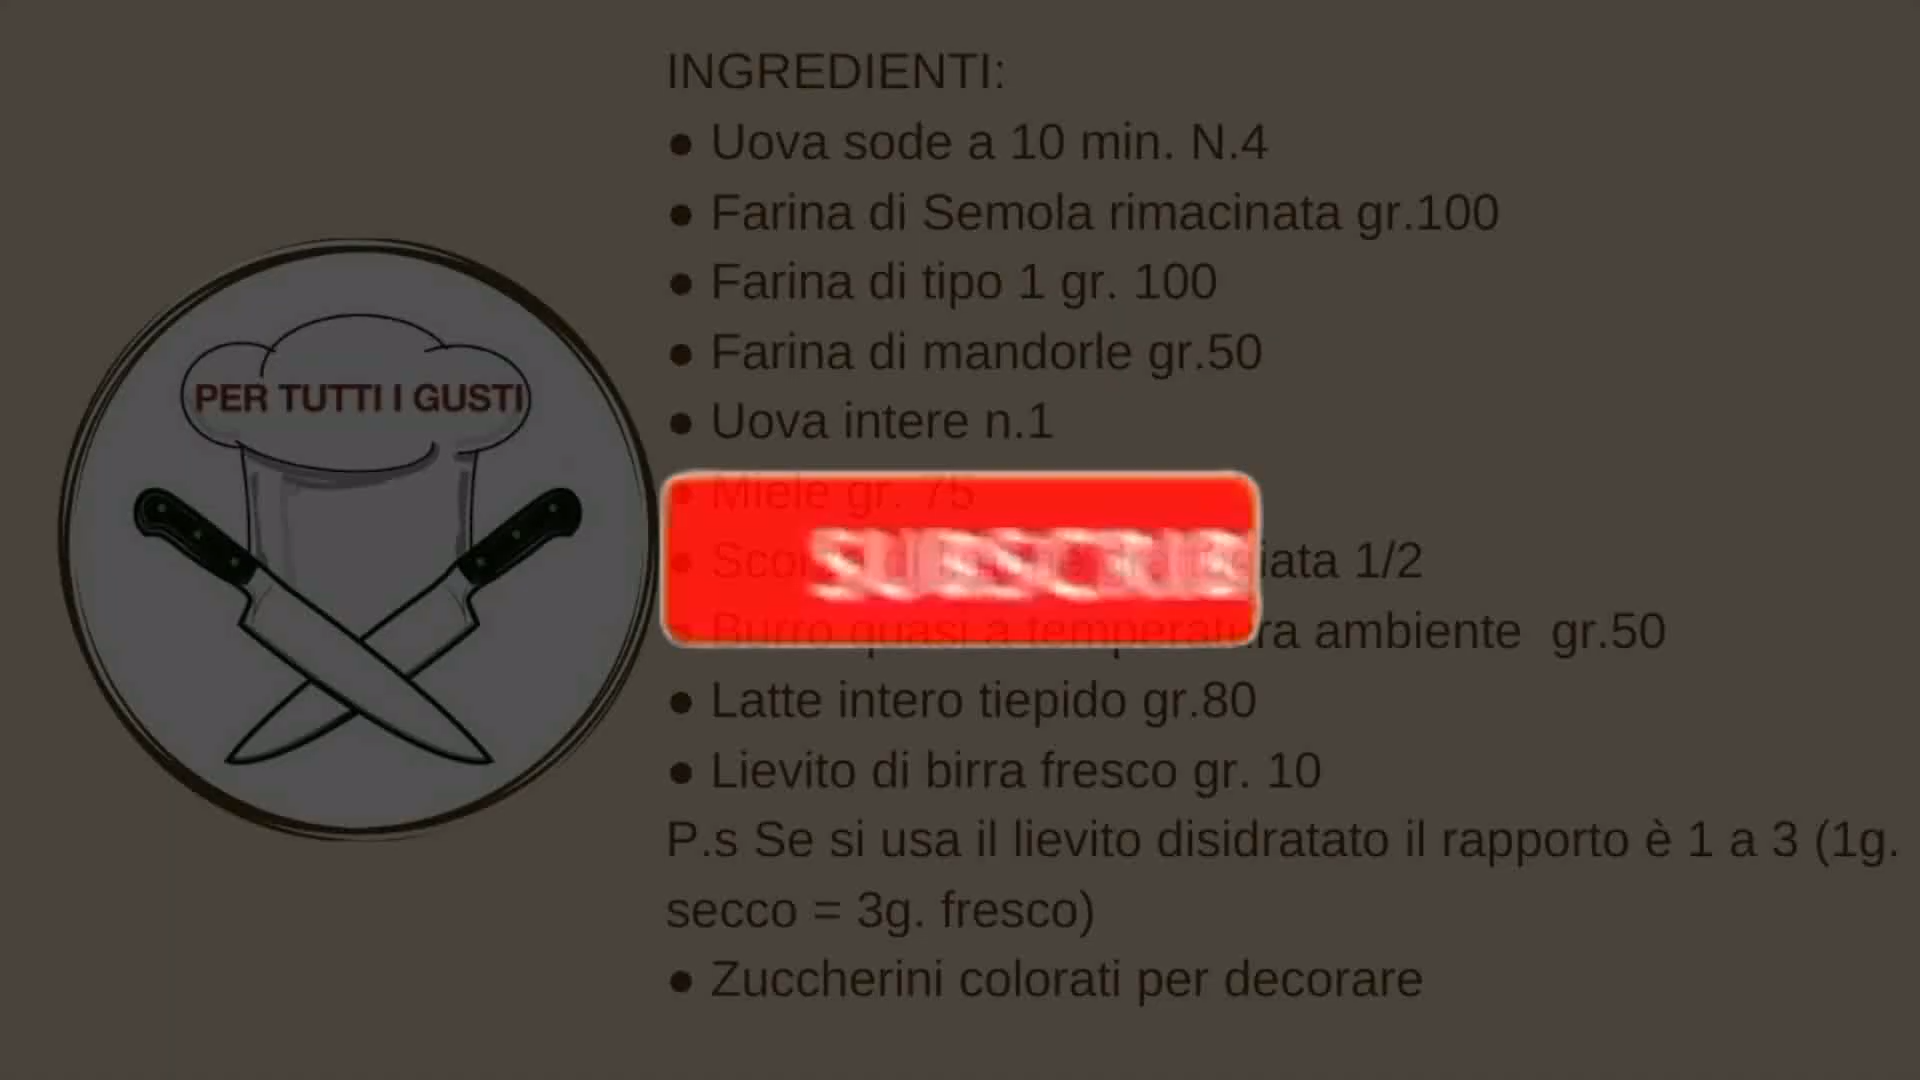 INGREDIENTI:
● Uova sode a 10 min. N.4
● Farina di Semola rimacinata gr.100
● Farina di tipo 1 gr. 100
● Farina di mandorle gr.50
PER TUTTI I GUSTI
● Uova intere n.1
● Miele gr. 75
SUBSCRIB
1/2
● Burro quasi a temperatura ambiente gr.50
● Latte intero tiepido gr.80
● Lievito di birra fresco gr. 10
P.s Se si usa il lievito disidratato il rapporto è 1 a 3 (1g.
secco = 3g. fresco)
● Zuccherini colorati per decorare